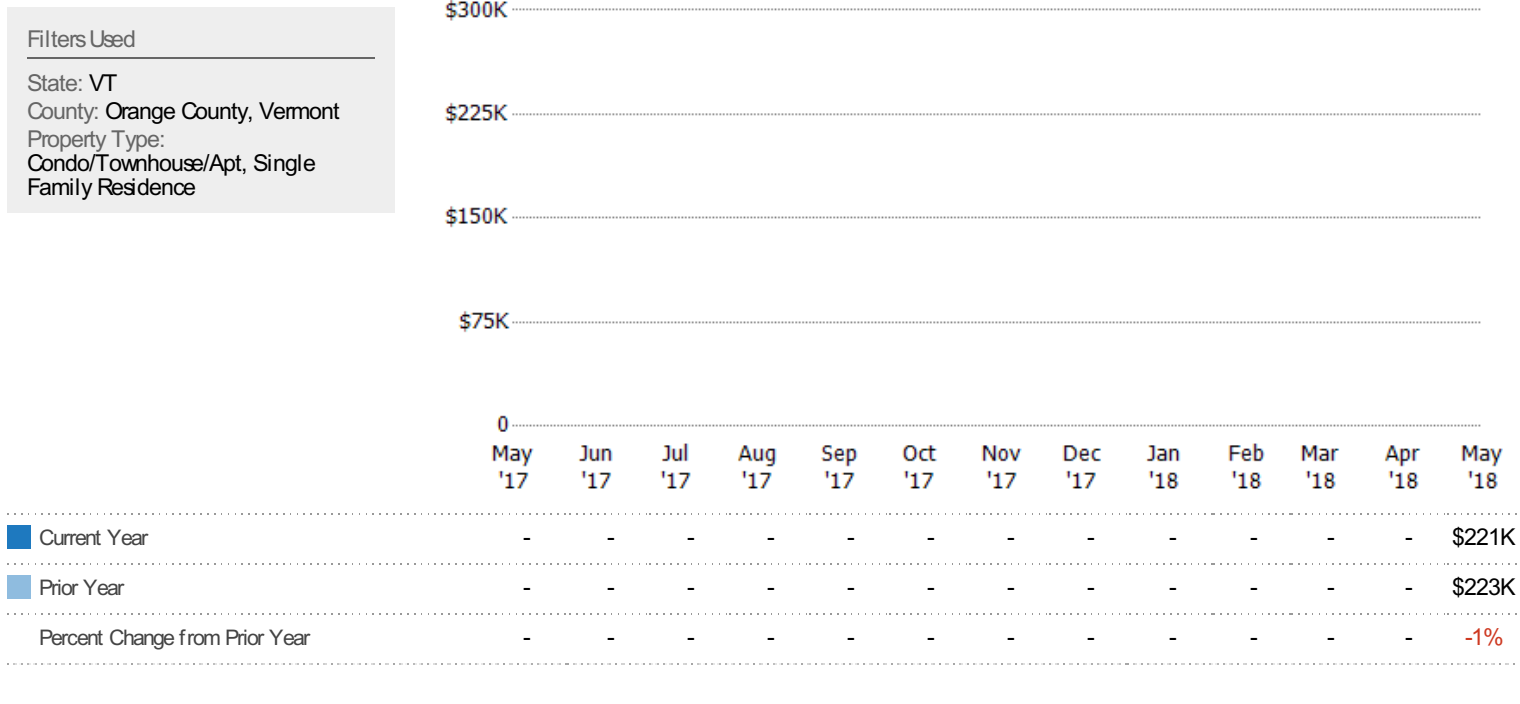 Filters Used
State: VT
County: Orange County, Vermont
Property Type:
Condo/Townhouse/Apt, Single
Family Residence
$300K
$225K
$150K
$75K
0
May Jun Jul Aug Sep Oct Nov Dec Jan Feb Mar Apr May
'17 '17 '17 '17 '17 '17 '17 '17 '18 '18 '18 '18 '18
Current Year - - - - - - - - - - - - $221K
Prior Year - - - - - - - - - - - - $223K
Percent Change from Prior Year - - - - - - - - - - - - -1%